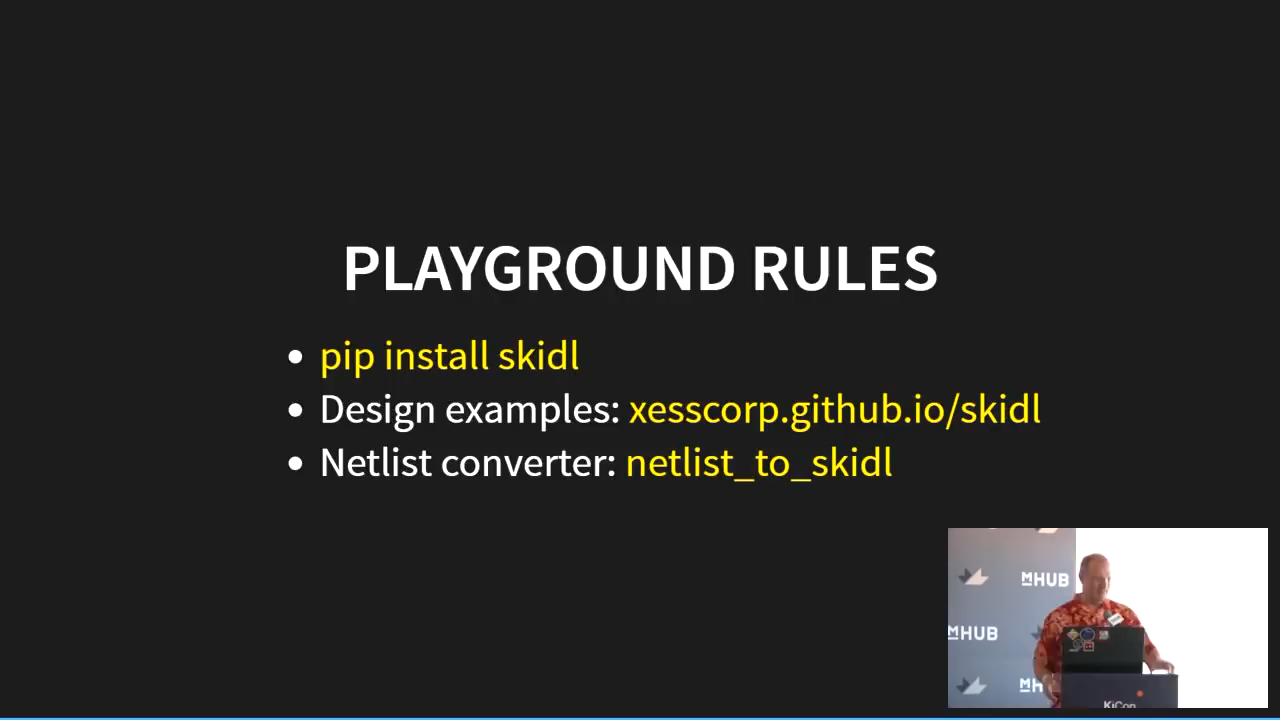 PLAYGROUND RULES
pip install skidl
Design examples: xesscorp.github.io/skidl
Netlist converter: netlist_to_skidl
MHUB
MHUB
MH
KiCon